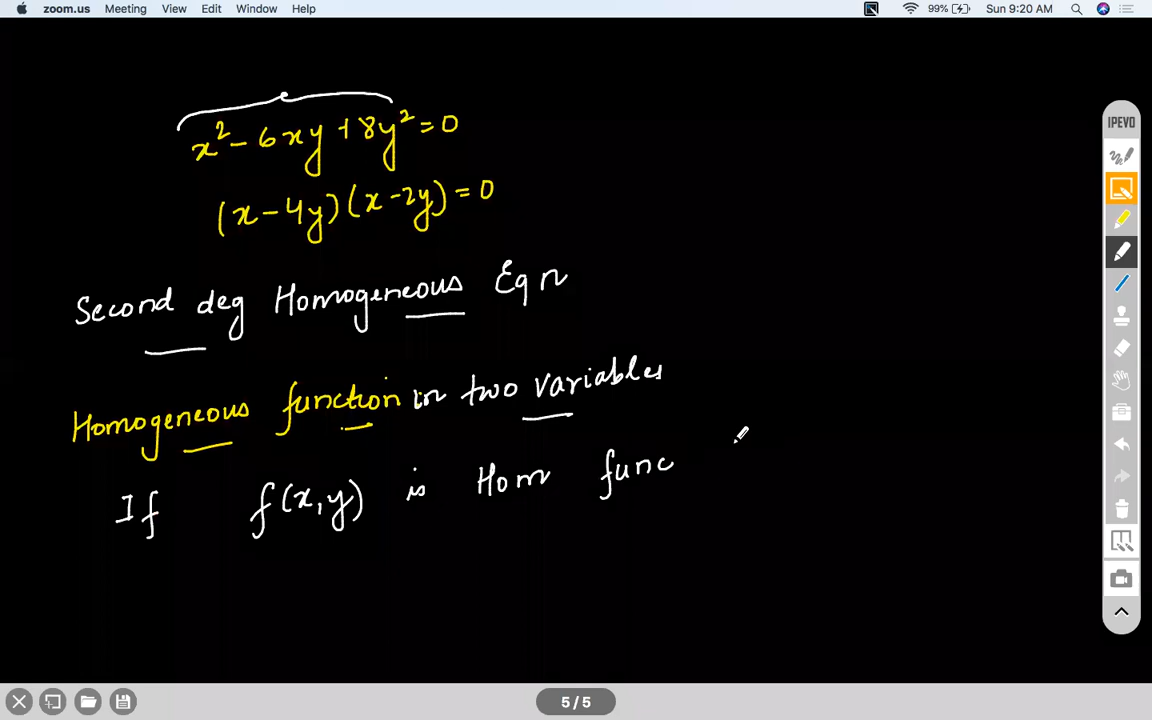 zoom.us Meeting View Edit Window Help 99% Sun 9:20 AM
x² - 6xy + 8y² = 0
IPEVO
(x - 4y)(x - 2y) = 0
Second deg Homogeneous Eqn
Homogeneous function in two variables
If f(x,y) is Hom func
5/5